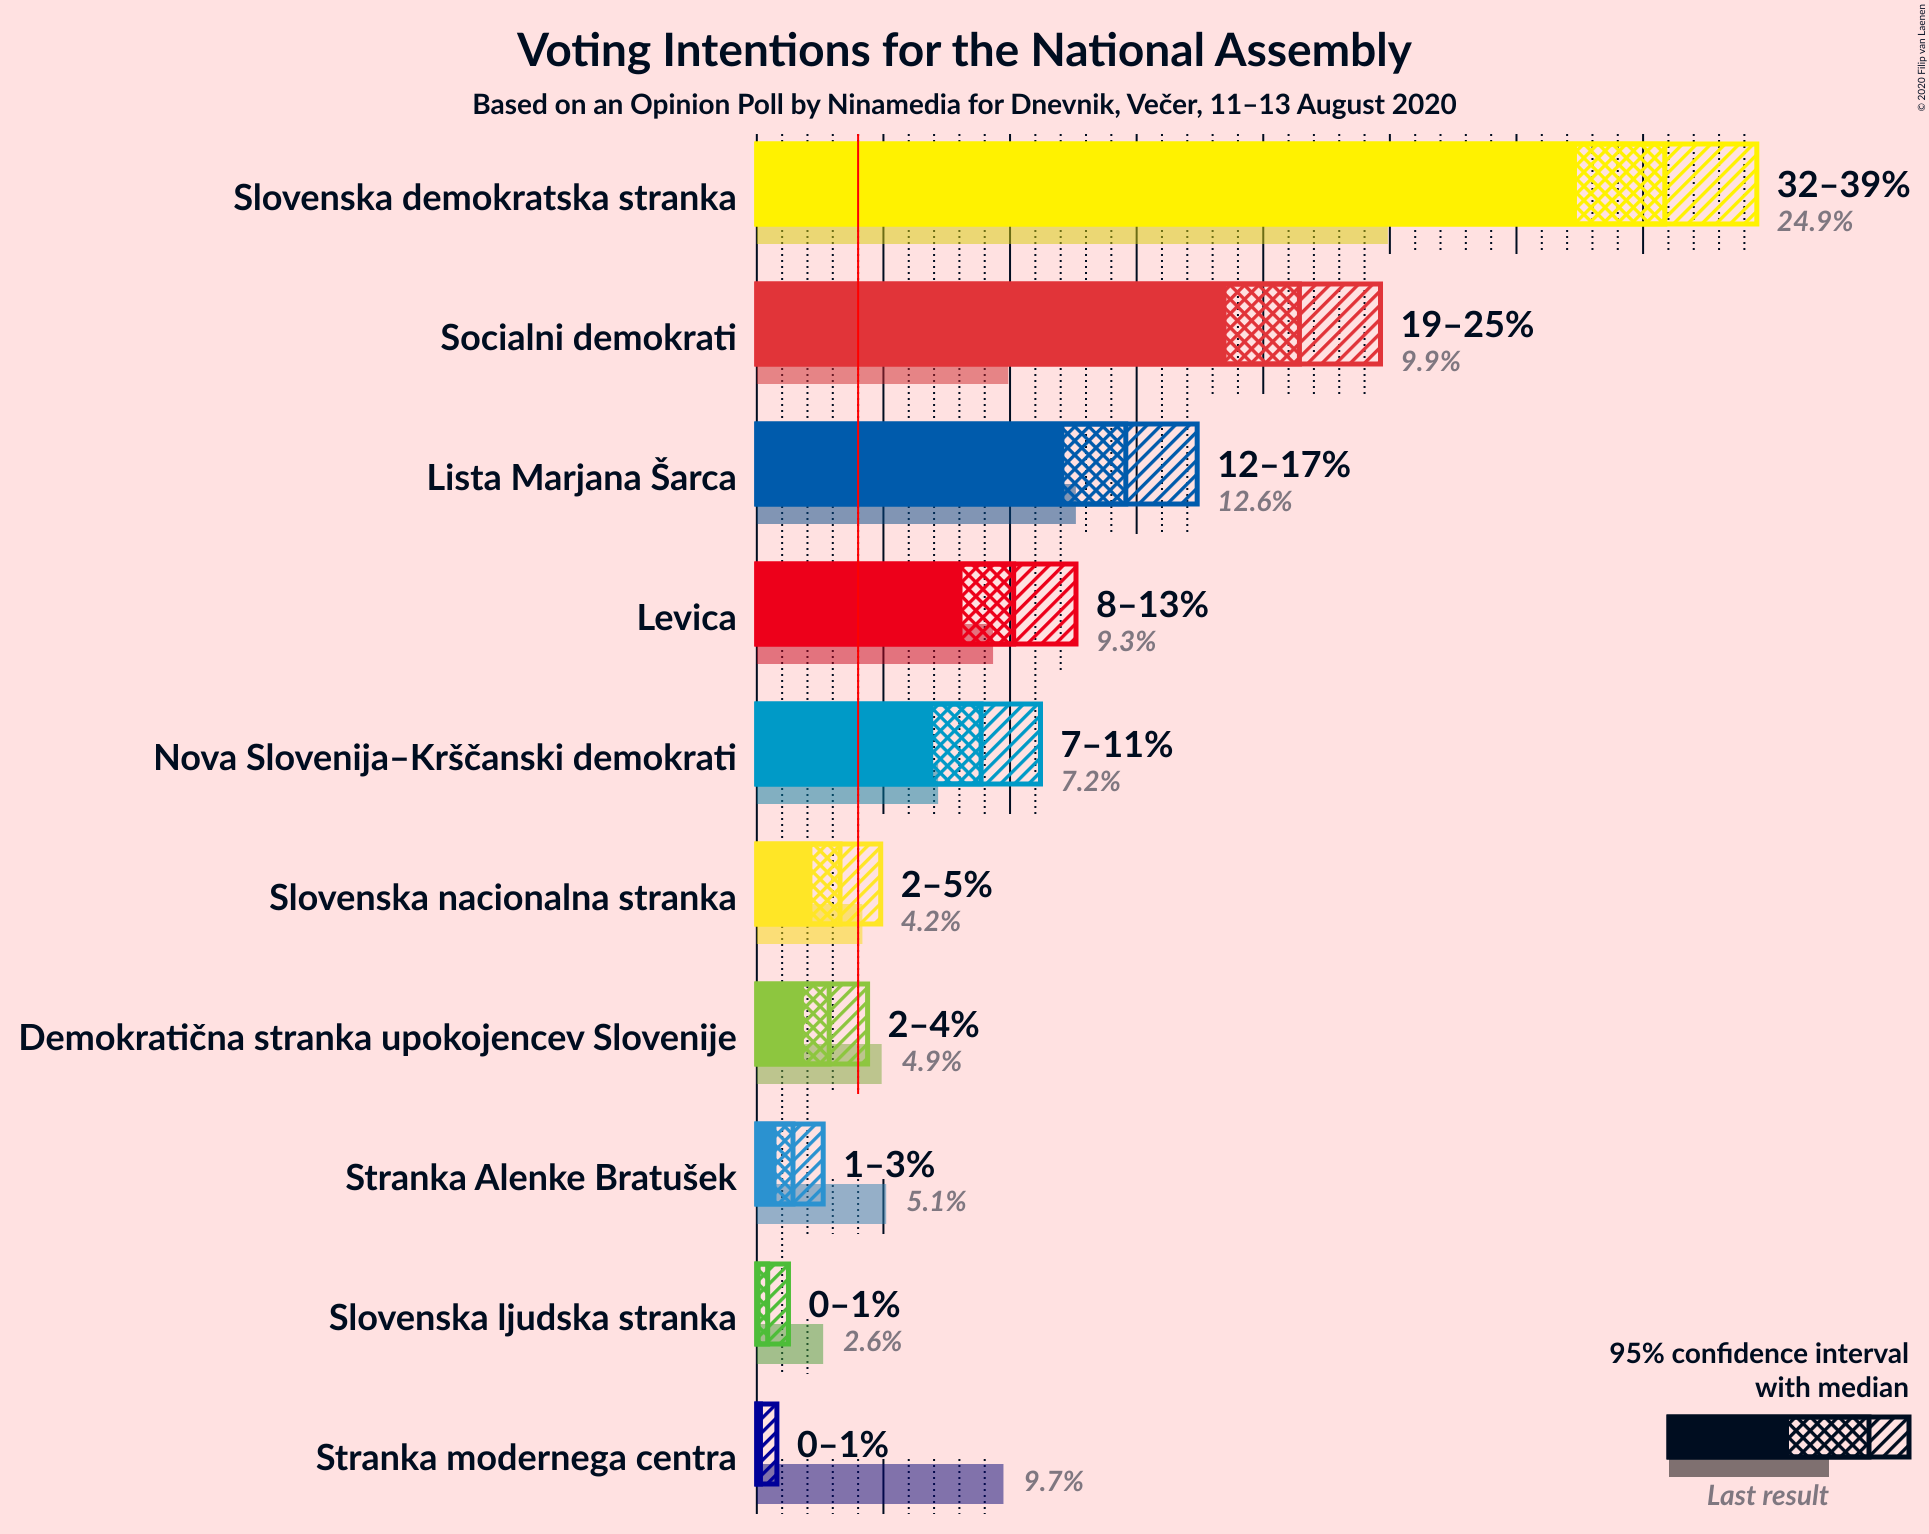 Voting Intentions for the National Assembly
Based on an Opinion Poll by Ninamedia for Dnevnik, Večer, 11–13 August 2020
© 2020 Filip van Laenen
Slovenska demokratska stranka
32–39%
24.9%
Socialni demokrati
19–25%
9.9%
Lista Marjana Šarca
12–17%
12.6%
Levica
8–13%
9.3%
Nova Slovenija–Krščanski demokrati
7–11%
7.2%
Slovenska nacionalna stranka
2–5%
4.2%
Demokratična stranka upokojencev Slovenije
2–4%
4.9%
Stranka Alenke Bratušek
1–3%
5.1%
Slovenska ljudska stranka
0–1%
2.6%
Stranka modernega centra
0–1%
9.7%
95% confidence interval
with median
Last result